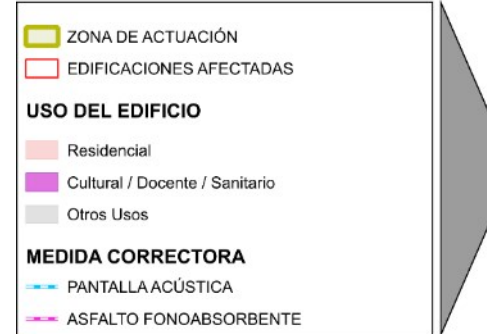 ZONA DE ACTUACIÓN
EDIFICACIONES AFECTADAS
USO DEL EDIFICIO
Residencial
Cultural / Docente / Sanitario
Otros Usos
MEDIDA CORRECTORA
PANTALLA ACÚSTICA
ASFALTO FONOABSORBENTE